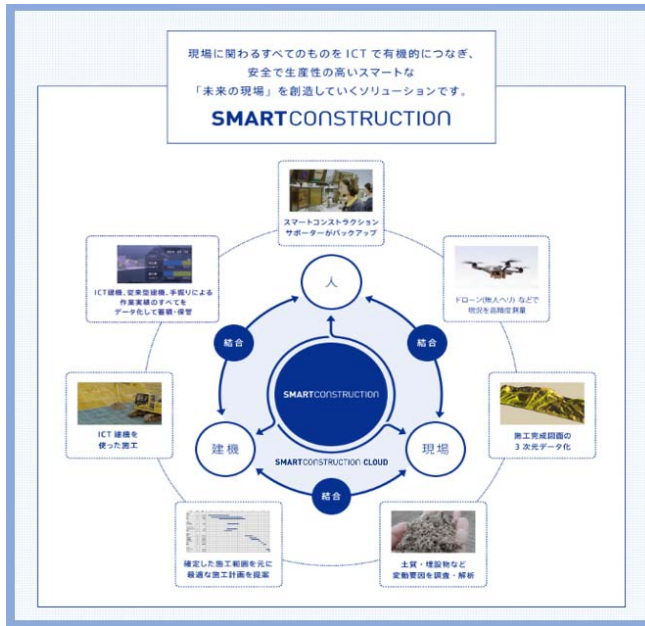 現場に関わるすべてのものをICTで有機的につなぎ、
安全で生産性の高いスマートな
「未来の現場」を創造していくソリューションです。
SMARTCONSTRUCTION
スマートコンストラクション
サポーターがバックアップ
ICT建機、従来型建機、手掘りによる
作業実績のすべてを
データ化して蓄積・保管
人
ドローン(無人ヘリ)などで
現況を高精度測量
結合
結合
SMARTCONSTRUCTION
ICT建機を
使った施工
建機
現場
施工完成図面の
3次元データ化
SMARTCONSTRUCTION CLOUD
結合
確定した施工範囲を元に
最適な施工計画を提案
土質・埋設物など
変動要因を調査・解析